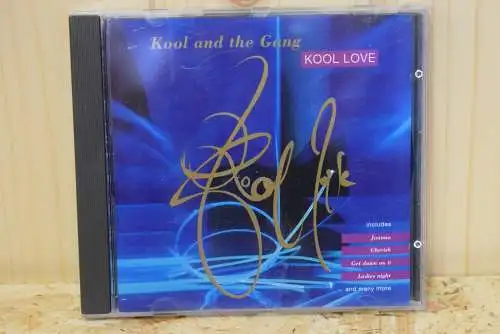 Kool and the Gang
KOOL LOVE
includes
Joanna
Cherish
Get down on it
Ladies night
and many more